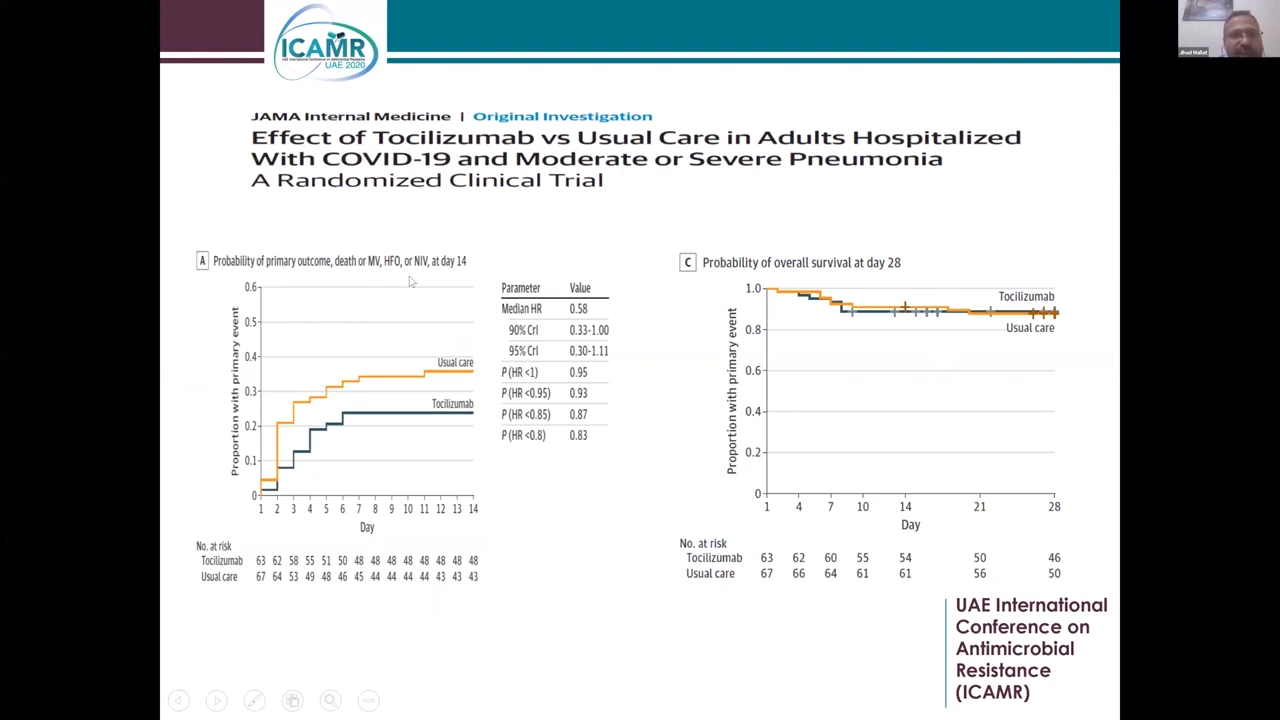 ICAMR
UAE International Conference on Antimicrobial Resistance
UAE 2020
Jihad Mallat
JAMA Internal Medicine | Original Investigation
Effect of Tocilizumab vs Usual Care in Adults Hospitalized
With COVID-19 and Moderate or Severe Pneumonia
A Randomized Clinical Trial
A Probability of primary outcome, death or MV, HFO, or NIV, at day 14
Proportion with primary event
0.6
0.5
0.4
0.3
0.2
0.1
0
Usual care
Tocilizumab
1 2 3 4 5 6 7 8 9 10 11 12 13 14
Day
No. at risk
Tocilizumab 63 62 58 55 51 50 48 48 48 48 48 48 48 48
Usual care 67 64 53 49 48 46 45 44 44 44 44 43 43 43
Parameter Value
Median HR 0.58
90% CrI 0.33-1.00
95% CrI 0.30-1.11
P (HR <1) 0.95
P (HR <0.95) 0.93
P (HR <0.85) 0.87
P (HR <0.8) 0.83
C Probability of overall survival at day 28
Proportion with primary event
1.0
0.8
0.6
0.4
0.2
0
Tocilizumab
Usual care
1 4 7 10 14 21 28
Day
No. at risk
Tocilizumab 63 62 60 55 54 50 46
Usual care 67 66 64 61 61 56 50
UAE International
Conference on
Antimicrobial
Resistance
(ICAMR)